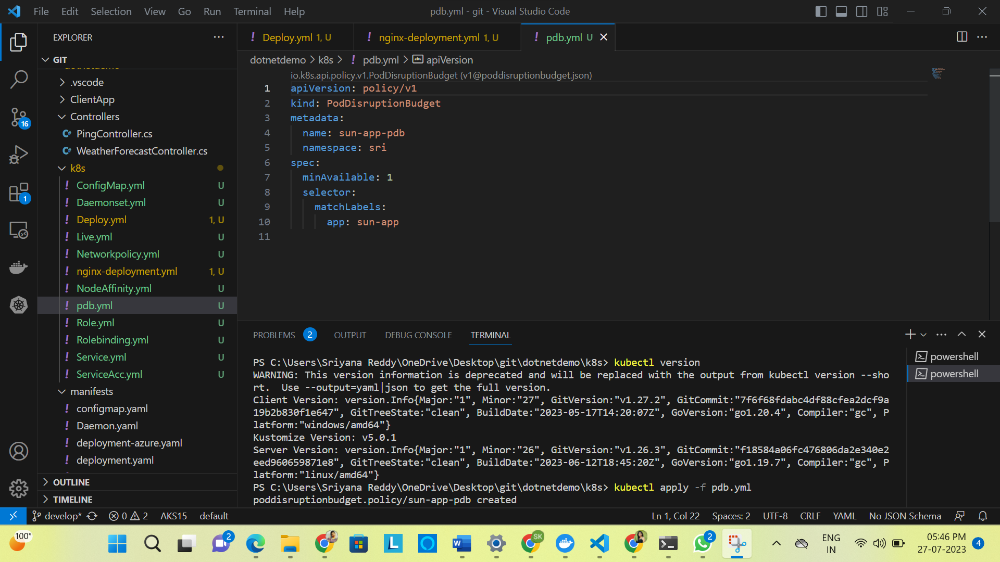 File Edit Selection View Go Run Terminal Help
pdb.yml - git - Visual Studio Code
EXPLORER
GIT
.vscode
ClientApp
Controllers
C# PingController.cs
C# WeatherForecastController.cs
k8s
! ConfigMap.yml U
! Daemonset.yml U
! Deploy.yml 1, U
! Live.yml U
! Networkpolicy.yml U
! nginx-deployment.yml 1, U
! NodeAffinity.yml U
! pdb.yml U
! Role.yml U
! Rolebinding.yml U
! Service.yml U
! ServiceAcc.yml U
manifests
! configmap.yaml
! Daemon.yaml
! deployment-azure.yaml
! deployment.yaml
OUTLINE
TIMELINE
16
1
! Deploy.yml 1, U
! nginx-deployment.yml 1, U
! pdb.yml U
dotnetdemo > k8s > ! pdb.yml > abc apiVersion
io.k8s.api.policy.v1.PodDisruptionBudget (v1@poddisruptionbudget.json)
1 apiVersion: policy/v1
2 kind: PodDisruptionBudget
3 metadata:
4 name: sun-app-pdb
5 namespace: sri
6 spec:
7 minAvailable: 1
8 selector:
9 matchLabels:
10 app: sun-app
11
PROBLEMS 2 OUTPUT DEBUG CONSOLE TERMINAL
PS C:\Users\Sriyana Reddy\OneDrive\Desktop\git\dotnetdemo\k8s> kubectl version
WARNING: This version information is deprecated and will be replaced with the output from kubectl version --sho
rt.  Use --output=yaml|json to get the full version.
Client Version: version.Info{Major:"1", Minor:"27", GitVersion:"v1.27.2", GitCommit:"7f6f68fdabc4df88cfea2dcf9a
19b2b830f1e647", GitTreeState:"clean", BuildDate:"2023-05-17T14:20:07Z", GoVersion:"go1.20.4", Compiler:"gc", P
latform:"windows/amd64"}
Kustomize Version: v5.0.1
Server Version: version.Info{Major:"1", Minor:"26", GitVersion:"v1.26.3", GitCommit:"f18584a06fc476806da2e340e2
eed960659871e8", GitTreeState:"clean", BuildDate:"2023-06-12T18:45:20Z", GoVersion:"go1.19.7", Compiler:"gc", P
latform:"linux/amd64"}
PS C:\Users\Sriyana Reddy\OneDrive\Desktop\git\dotnetdemo\k8s> kubectl apply -f pdb.yml
poddisruptionbudget.policy/sun-app-pdb created
powershell
powershell
develop* 0 2 AKS15 default
Ln 1, Col 22 Spaces: 2 UTF-8 CRLF YAML No JSON Schema
100°
2
L
W
SK
2
ENG
IN
05:46 PM
27-07-2023
4